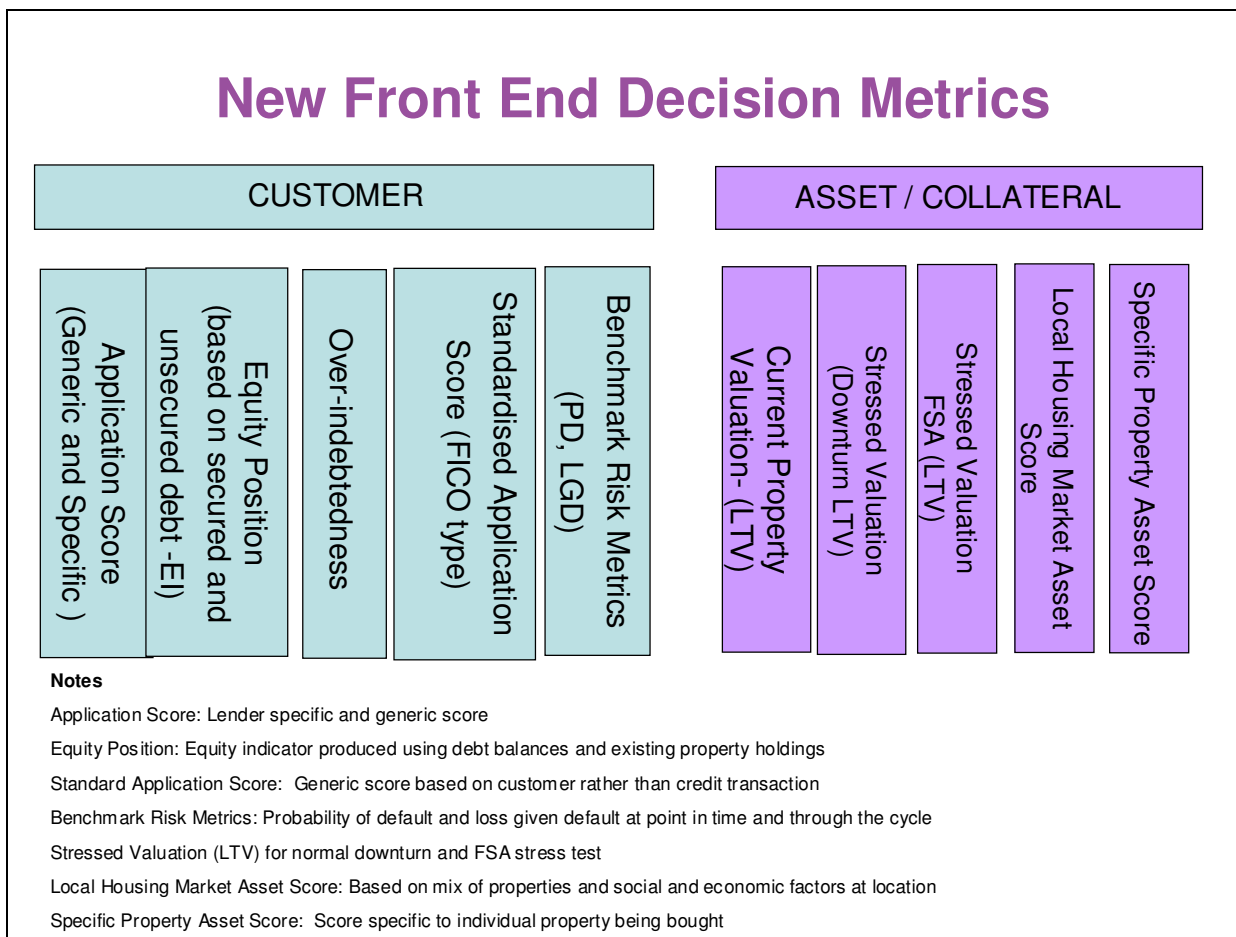 New Front End Decision Metrics
CUSTOMER
ASSET / COLLATERAL
Application Score
(Generic and Specific )
Equity Position
(based on secured and
unsecured debt -EI)
Over-indebtedness
Standardised Application
Score (FICO type)
Benchmark Risk Metrics
(PD, LGD)
Current Property
Valuation- (LTV)
Stressed Valuation
(Downturn LTV)
Stressed Valuation
FSA (LTV)
Local Housing Market Asset
Score
Specific Property Asset Score
Notes
Application Score: Lender specific and generic score
Equity Position: Equity indicator produced using debt balances and existing property holdings
Standard Application Score: Generic score based on customer rather than credit transaction
Benchmark Risk Metrics: Probability of default and loss given default at point in time and through the cycle
Stressed Valuation (LTV) for normal downturn and FSA stress test
Local Housing Market Asset Score: Based on mix of properties and social and economic factors at location
Specific Property Asset Score: Score specific to individual property being bought